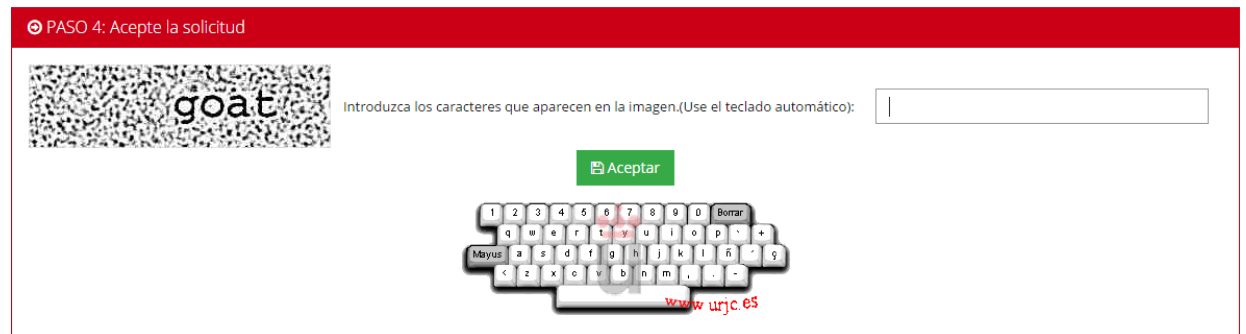 PASO 4: Acepte la solicitud
goat
Introduzca los caracteres que aparecen en la imagen.(Use el teclado automático):
Aceptar
1 2 3 4 5 6 7 8 9 0 Borrar
q w e r t y u i o p ` +
Mayus a s d f g h j k l ñ ´ ç
< z x c v b n m , . -
www.urjc.es